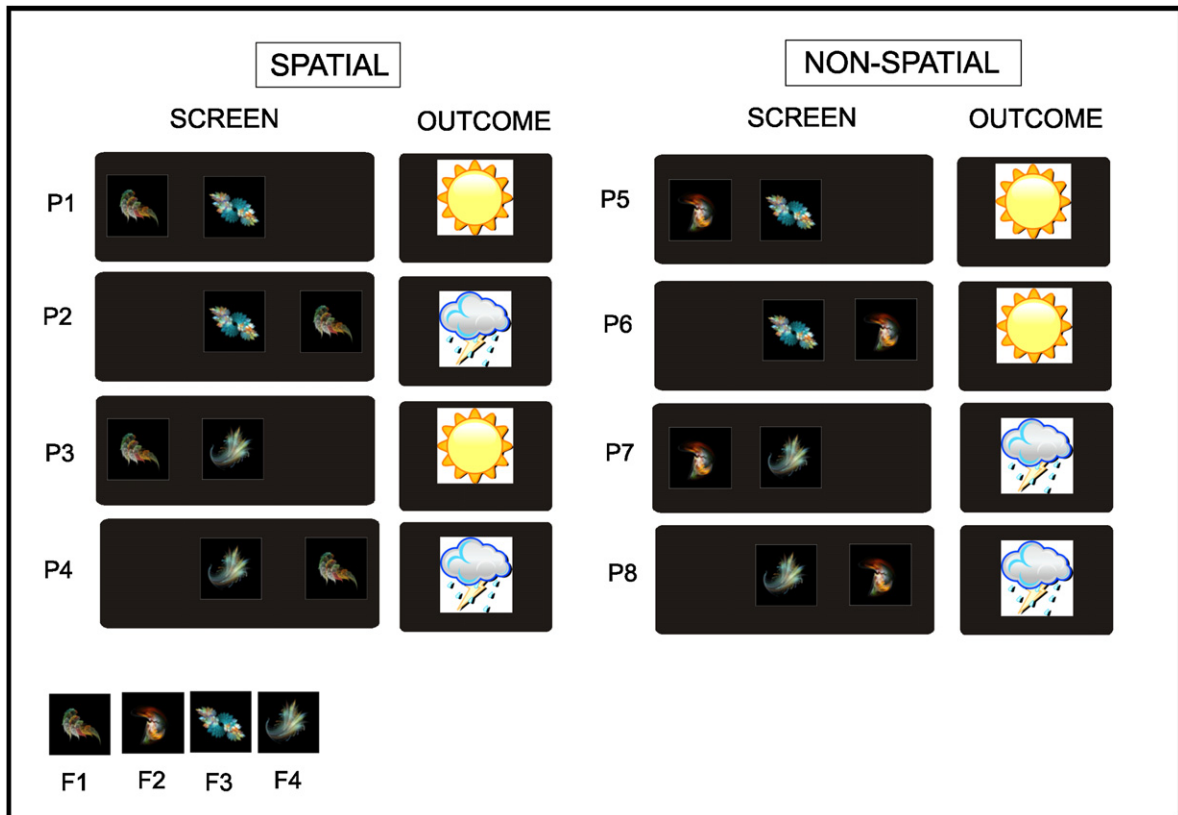 SPATIAL
SCREEN OUTCOME
P1
P2
P3
P4
NON-SPATIAL
SCREEN OUTCOME
P5
P6
P7
P8
F1 F2 F3 F4